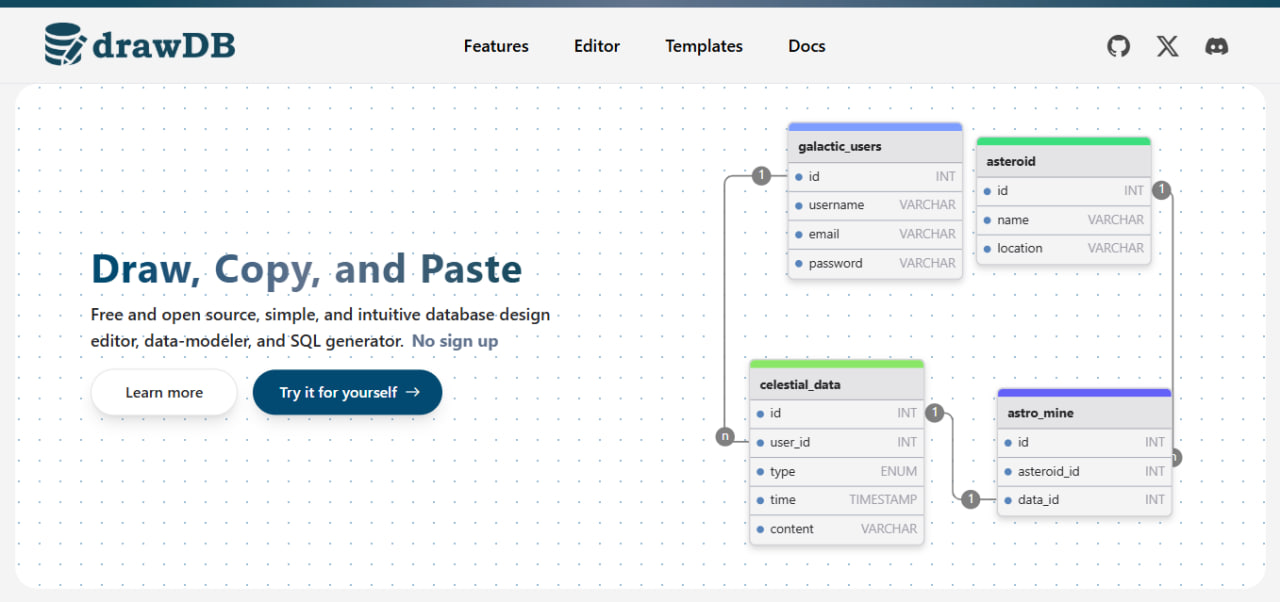 drawDB
Features Editor Templates Docs
Draw, Copy, and Paste
Free and open source, simple, and intuitive database design
editor, data-modeler, and SQL generator. No sign up
Learn more
Try it for yourself →
galactic_users
1
id INT
username VARCHAR
email VARCHAR
password VARCHAR
asteroid
id INT
1
name VARCHAR
location VARCHAR
celestial_data
id INT
1
n
user_id INT
type ENUM
time TIMESTAMP
content VARCHAR
astro_mine
id INT
asteroid_id INT
1
data_id INT